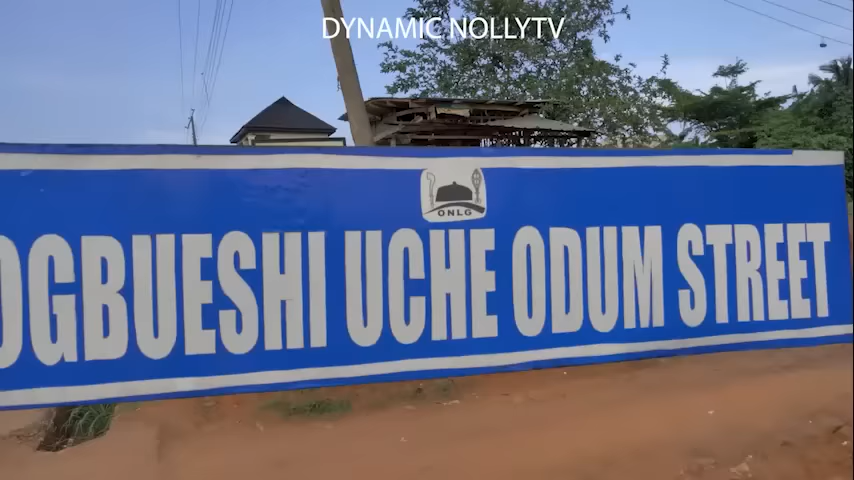 DYNAMIC NOLLYTV
ONLG
OGBUESHI UCHE ODUM STREET